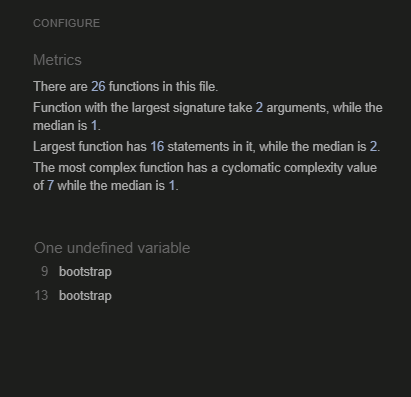 CONFIGURE
Metrics
There are 26 functions in this file.
Function with the largest signature take 2 arguments, while the
median is 1.
Largest function has 16 statements in it, while the median is 2.
The most complex function has a cyclomatic complexity value
of 7 while the median is 1.
One undefined variable
9 bootstrap
13 bootstrap